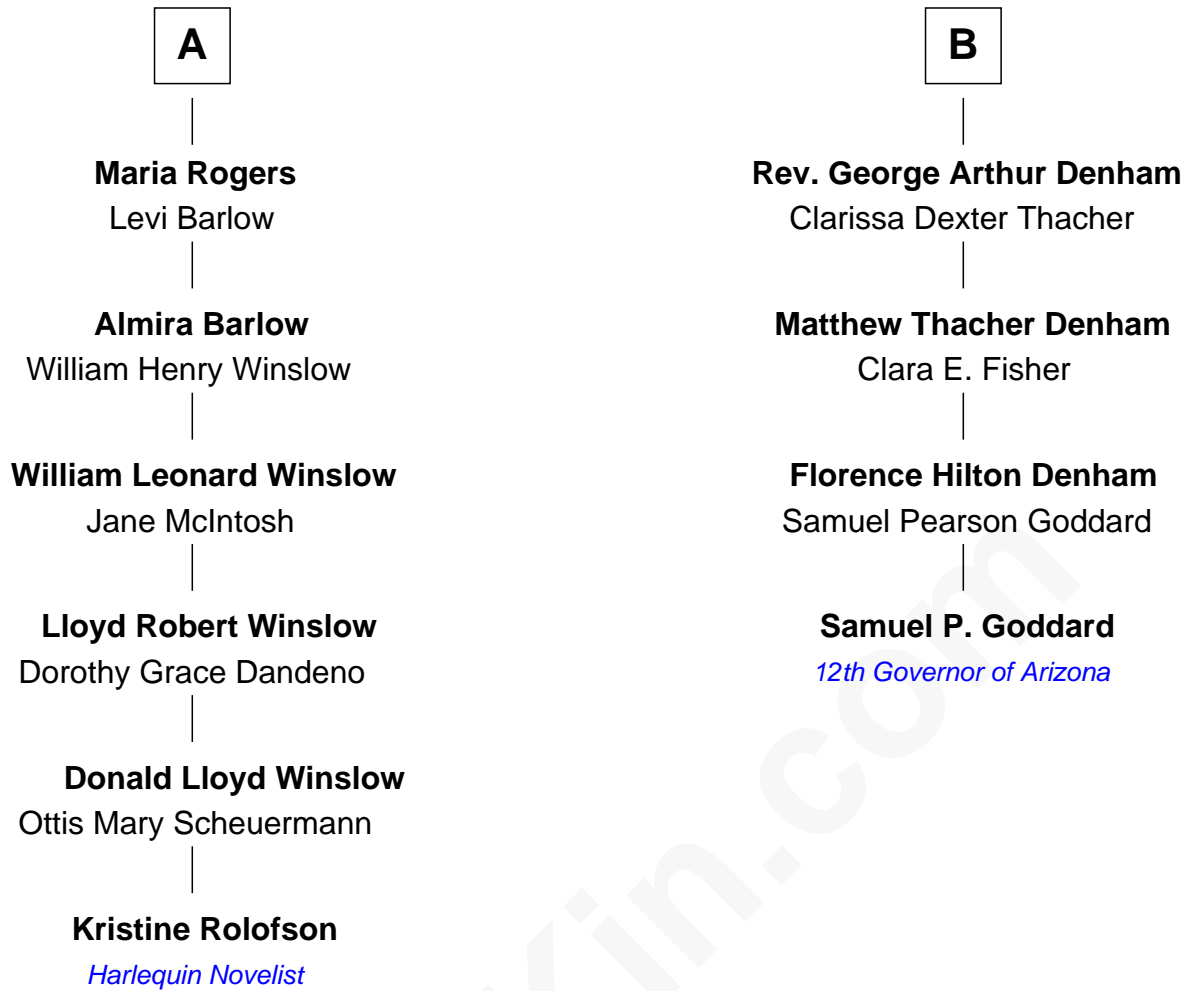 A
Maria Rogers
Levi Barlow
Almira Barlow
William Henry Winslow
William Leonard Winslow
Jane McIntosh
Lloyd Robert Winslow
Dorothy Grace Dandeno
Donald Lloyd Winslow
Ottis Mary Scheuermann
Kristine Rolofson
Harlequin Novelist
B
Rev. George Arthur Denham
Clarissa Dexter Thacher
Matthew Thacher Denham
Clara E. Fisher
Florence Hilton Denham
Samuel Pearson Goddard
Samuel P. Goddard
12th Governor of Arizona
Kin.com